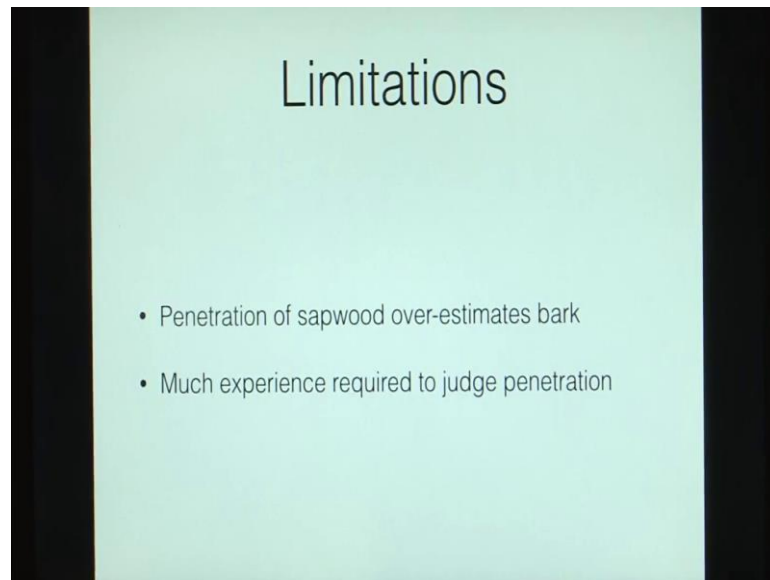 Limitations
• Penetration of sapwood over-estimates bark
• Much experience required to judge penetration